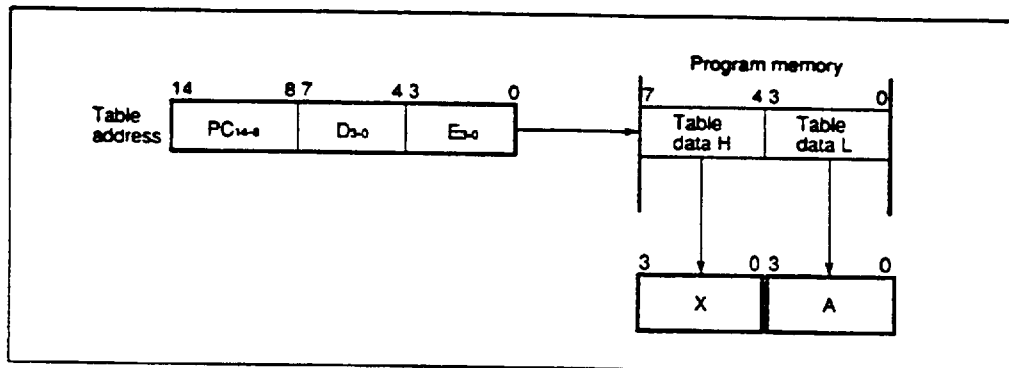 Program memory
14 8 7 4 3 0
7 4 3 0
Table address
PC₁₄₋₈ D₃₋₀ E₃₋₀
Table data H
Table data L
3 0 3 0
X A